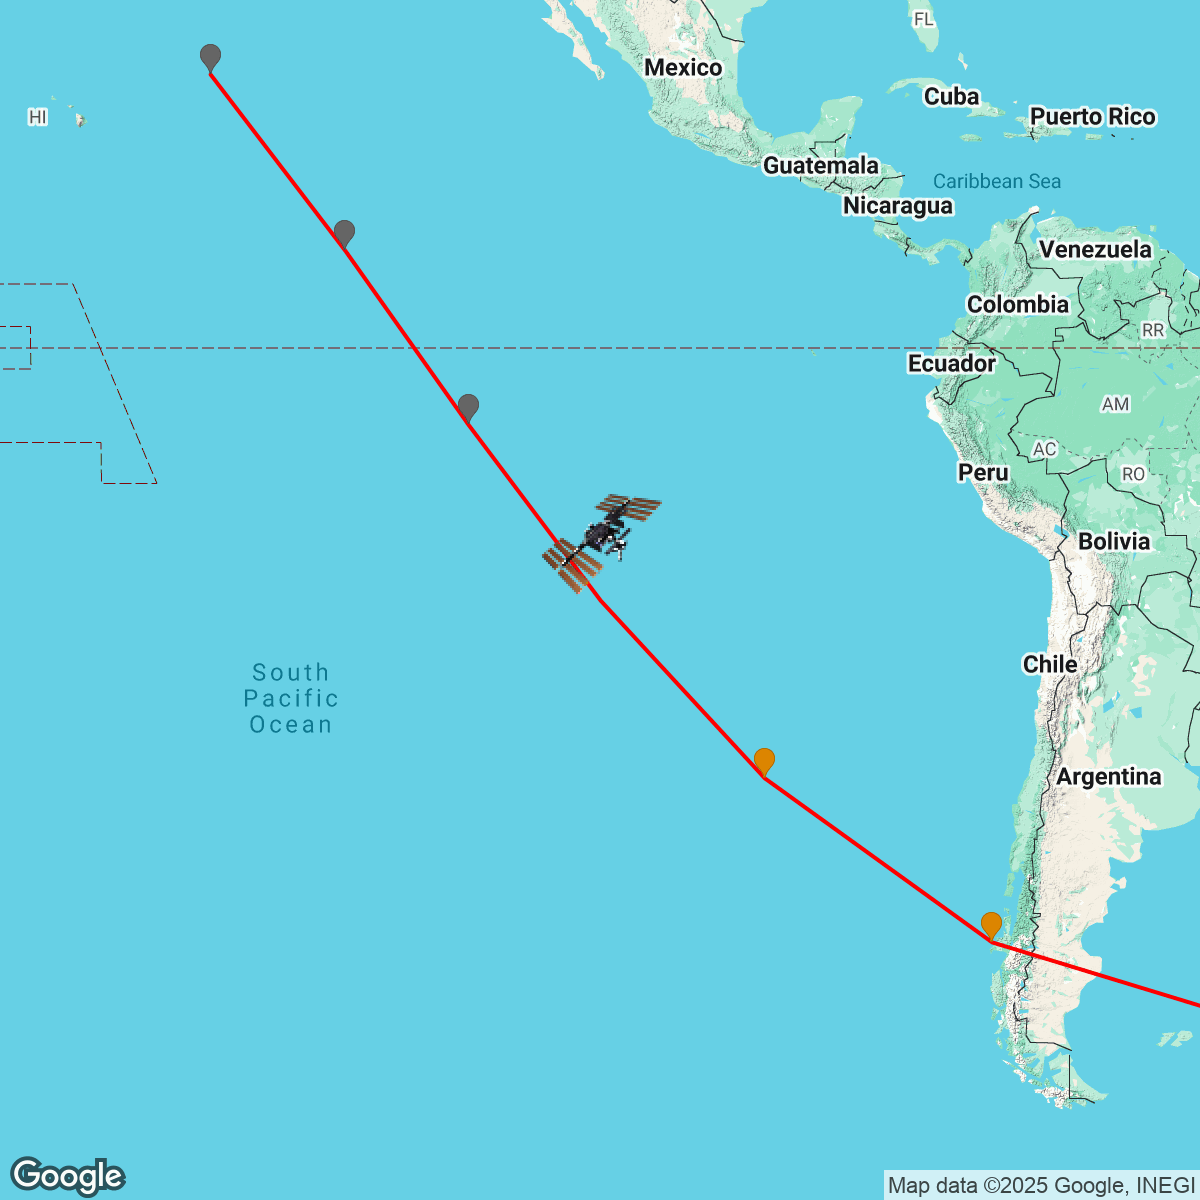 FL
Mexico
Cuba
HI
Puerto Rico
Guatemala
Caribbean Sea
Nicaragua
Venezuela
Colombia
RR
Ecuador
AM
AC
Peru
RO
Bolivia
Chile
South
Pacific
Ocean
Argentina
Google
Map data ©2025 Google, INEGI